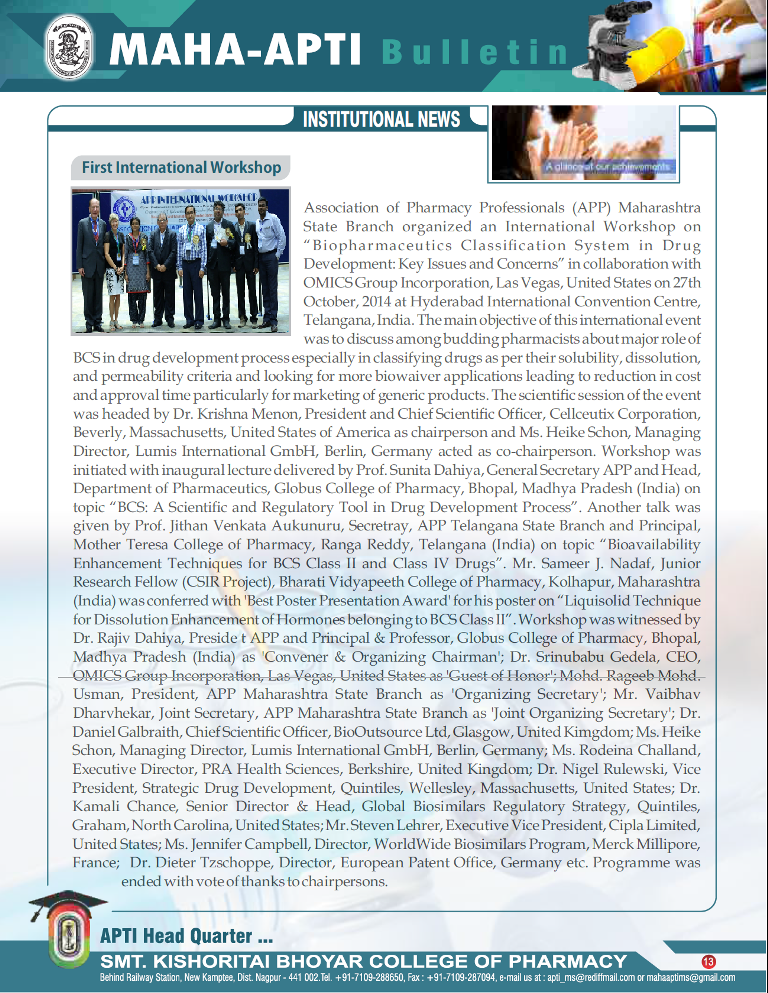 MAHA-APTI Bulletin
INSTITUTIONAL NEWS
A glance at our achievements
First International Workshop
APP INTERNATIONAL WORKSHOP
Association of Pharmacy Professionals (APP) Maharashtra
State Branch organized an International Workshop on
“Biopharmaceutics Classification System in Drug
Development: Key Issues and Concerns” in collaboration with
OMICS Group Incorporation, Las Vegas, United States on 27th
October, 2014 at Hyderabad International Convention Centre,
Telangana, India. The main objective of this international event
was to discuss among budding pharmacists about major role of
BCS in drug development process especially in classifying drugs as per their solubility, dissolution,
and permeability criteria and looking for more biowaiver applications leading to reduction in cost
and approval time particularly for marketing of generic products. The scientific session of the event
was headed by Dr. Krishna Menon, President and Chief Scientific Officer, Cellceutix Corporation,
Beverly, Massachusetts, United States of America as chairperson and Ms. Heike Schon, Managing
Director, Lumis International GmbH, Berlin, Germany acted as co-chairperson. Workshop was
initiated with inaugural lecture delivered by Prof. Sunita Dahiya, General Secretary APP and Head,
Department of Pharmaceutics, Globus College of Pharmacy, Bhopal, Madhya Pradesh (India) on
topic “BCS: A Scientific and Regulatory Tool in Drug Development Process”. Another talk was
given by Prof. Jithan Venkata Aukunuru, Secretray, APP Telangana State Branch and Principal,
Mother Teresa College of Pharmacy, Ranga Reddy, Telangana (India) on topic “Bioavailability
Enhancement Techniques for BCS Class II and Class IV Drugs”. Mr. Sameer J. Nadaf, Junior
Research Fellow (CSIR Project), Bharati Vidyapeeth College of Pharmacy, Kolhapur, Maharashtra
(India) was conferred with 'Best Poster Presentation Award' for his poster on “Liquisolid Technique
for Dissolution Enhancement of Hormones belonging to BCS Class II”. Workshop was witnessed by
Dr. Rajiv Dahiya, Preside t APP and Principal & Professor, Globus College of Pharmacy, Bhopal,
Madhya Pradesh (India) as 'Convener & Organizing Chairman'; Dr. Srinubabu Gedela, CEO,
OMICS Group Incorporation, Las Vegas, United States as 'Guest of Honor'; Mohd. Rageeb Mohd.
Usman, President, APP Maharashtra State Branch as 'Organizing Secretary'; Mr. Vaibhav
Dharvhekar, Joint Secretary, APP Maharashtra State Branch as 'Joint Organizing Secretary'; Dr.
Daniel Galbraith, Chief Scientific Officer, BioOutsource Ltd, Glasgow, United Kimgdom; Ms. Heike
Schon, Managing Director, Lumis International GmbH, Berlin, Germany; Ms. Rodeina Challand,
Executive Director, PRA Health Sciences, Berkshire, United Kingdom; Dr. Nigel Rulewski, Vice
President, Strategic Drug Development, Quintiles, Wellesley, Massachusetts, United States; Dr.
Kamali Chance, Senior Director & Head, Global Biosimilars Regulatory Strategy, Quintiles,
Graham, North Carolina, United States; Mr. Steven Lehrer, Executive Vice President, Cipla Limited,
United States; Ms. Jennifer Campbell, Director, WorldWide Biosimilars Program, Merck Millipore,
France; Dr. Dieter Tzschoppe, Director, European Patent Office, Germany etc. Programme was
ended with vote of thanks to chairpersons.
APTI Head Quarter ...
SMT. KISHORITAI BHOYAR COLLEGE OF PHARMACY
13
Behind Railway Station, New Kamptee, Dist. Nagpur - 441 002.Tel. +91-7109-288650, Fax : +91-7109-287094, e-mail us at : apti_ms@rediffmail.com or mahaaptims@gmail.com